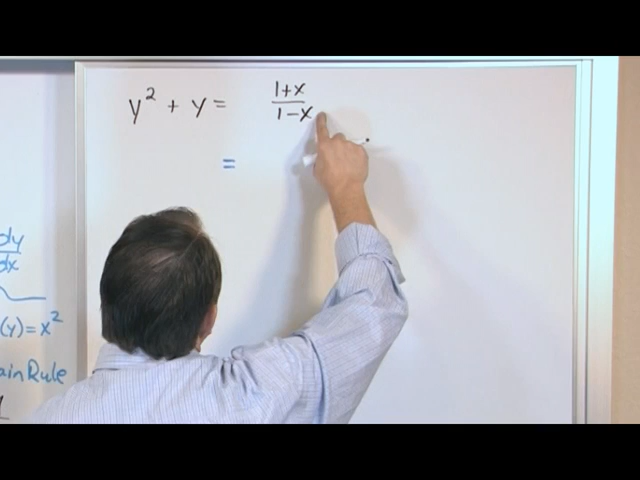 y² + y = (1+x)/(1-x)
=
dy/dx
(y) = x²
ain Rule